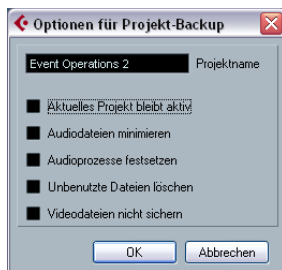 Optionen für Projekt-Backup
Event Operations 2 Projektname
Aktuelles Projekt bleibt aktiv
Audiodateien minimieren
Audioprozesse festsetzen
Unbenutzte Dateien löschen
Videodateien nicht sichern
OK Abbrechen